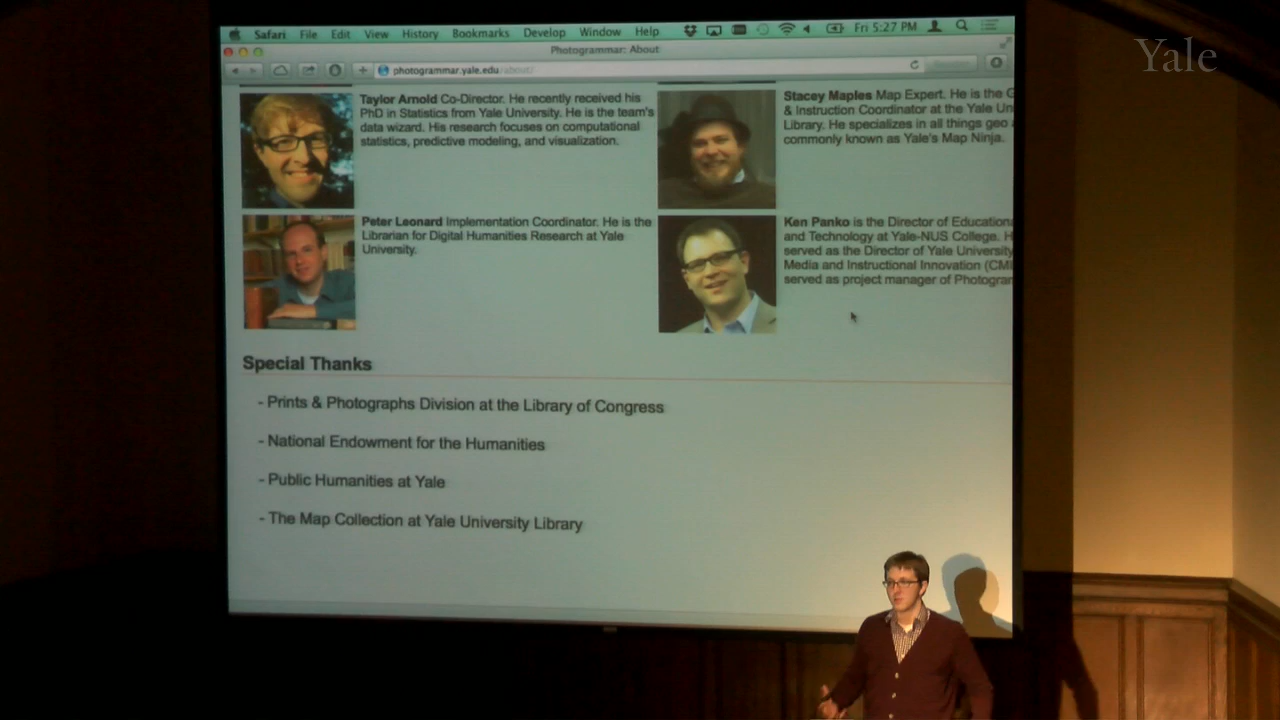 Safari File Edit View History Bookmarks Develop Window Help Fri 5:27 PM
Yale
Photogrammar: About
photogrammar.yale.edu/about/
Taylor Arnold Co-Director. He recently received his
PhD in Statistics from Yale University. He is the team's
data wizard. His research focuses on computational
statistics, predictive modeling, and visualization.
Stacey Maples Map Expert. He is the G
& Instruction Coordinator at the Yale Un
Library. He specializes in all things geo
commonly known as Yale's Map Ninja.
Peter Leonard Implementation Coordinator. He is the
Librarian for Digital Humanities Research at Yale
University.
Ken Panko is the Director of Educationa
and Technology at Yale-NUS College. H
served as the Director of Yale University
Media and Instructional Innovation (CMI
served as project manager of Photogram
Special Thanks
- Prints & Photographs Division at the Library of Congress
- National Endowment for the Humanities
- Public Humanities at Yale
- The Map Collection at Yale University Library